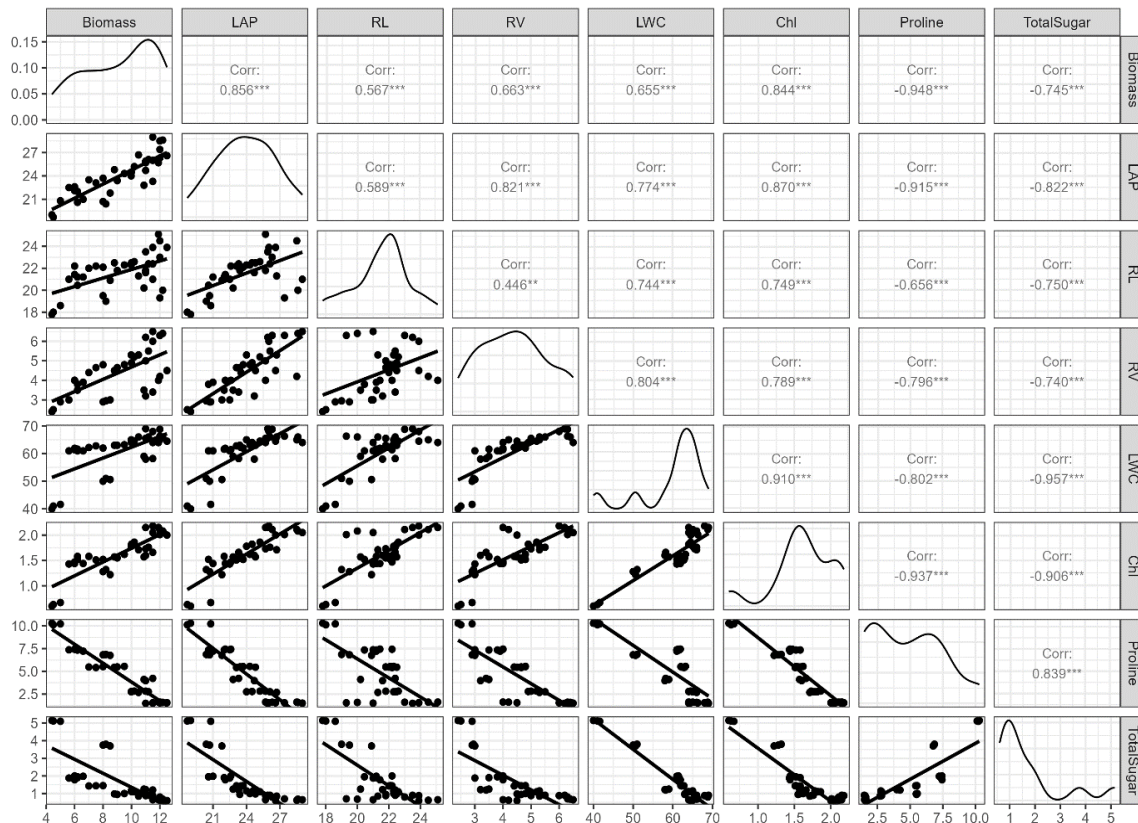 Biomass LAP RL RV LWC Chl Proline TotalSugar
0.15
0.10
0.05
0.00
Corr: Corr: Corr: Corr: Corr: Corr: Corr:
0.856*** 0.567*** 0.663*** 0.655*** 0.844*** -0.948*** -0.745***
Biomass
27
24
21
Corr: Corr: Corr: Corr: Corr: Corr:
0.589*** 0.821*** 0.774*** 0.870*** -0.915*** -0.822***
LAP
24
22
20
18
Corr: Corr: Corr: Corr: Corr:
0.446** 0.744*** 0.749*** -0.656*** -0.750***
RL
6
5
4
3
Corr: Corr: Corr: Corr:
0.804*** 0.789*** -0.796*** -0.740***
RV
70
60
50
40
Corr: Corr: Corr:
0.910*** -0.802*** -0.957***
LWC
2.0
1.5
1.0
Corr: Corr:
-0.937*** -0.906***
Chl
10.0
7.5
5.0
2.5
Corr:
0.839***
Proline
5
4
3
2
1
TotalSugar
4 6 8 10 12 21 24 27 18 20 22 24 3 4 5 6 40 50 60 70 1.0 1.5 2.0 2.5 5.0 7.5 10.0 1 2 3 4 5